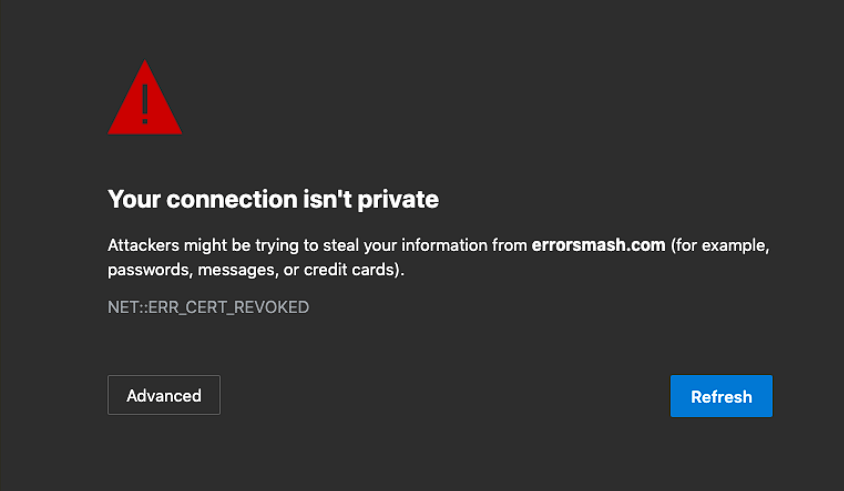 !
Your connection isn't private
Attackers might be trying to steal your information from errorsmash.com (for example,
passwords, messages, or credit cards).
NET::ERR_CERT_REVOKED
Advanced
Refresh